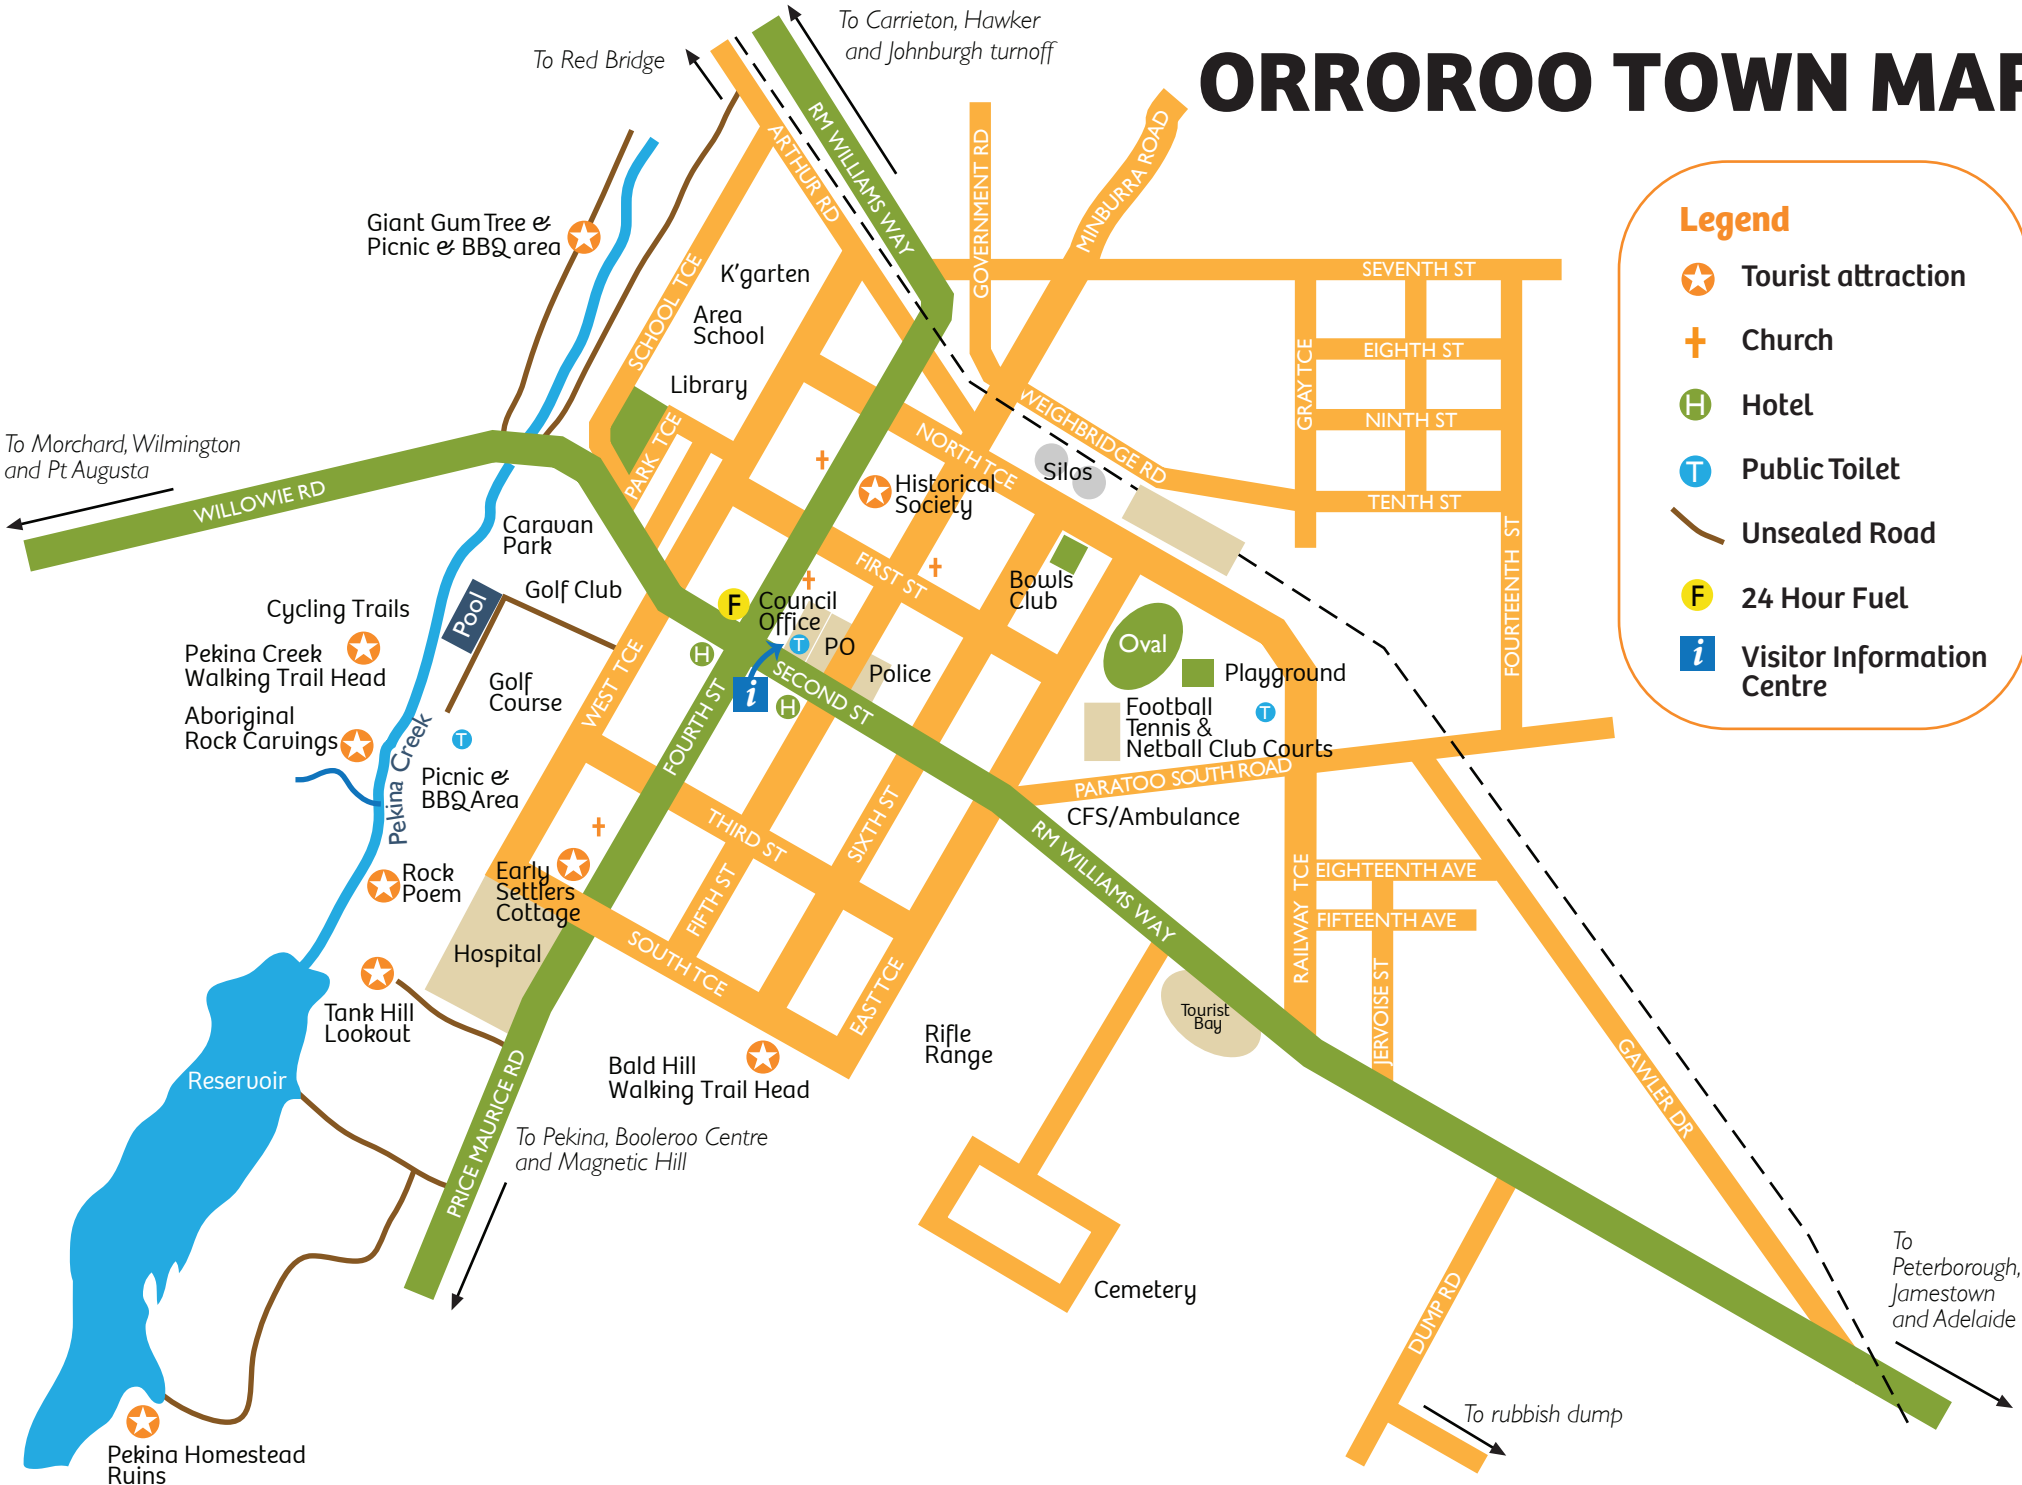 To Carrieton, Hawker
and Johnburgh turnoff
To Red Bridge
ORROROO TOWN MAP
Legend
Tourist attraction
Church
H
Hotel
T
Public Toilet
Unsealed Road
F
24 Hour Fuel
i
Visitor Information
Centre
RM WILLIAMS WAY
ARTHUR RD
GOVERNMENT RD
MINBURRA ROAD
Giant Gum Tree &
Picnic & BBQ area
SCHOOL TCE
K'garten
Area
School
Library
SEVENTH ST
EIGHTH ST
NINTH ST
TENTH ST
GRAY TCE
FOURTEENTH ST
WEIGHBRIDGE RD
NORTH TCE
Silos
To Morchard, Wilmington
and Pt Augusta
WILLOWIE RD
PARK TCE
Historical
Society
Caravan
Park
Golf Club
Pool
Cycling Trails
Pekina Creek
Walking Trail Head
Aboriginal
Rock Carvings
Pekina Creek
Golf
Course
T
Picnic &
BBQ Area
WEST TCE
F
Council
Office
T
PO
Police
H
i
H
FIRST ST
SECOND ST
FOURTH ST
Bowls
Club
Oval
Playground
T
Football
Tennis &
Netball Club Courts
PARATOO SOUTH ROAD
CFS/Ambulance
THIRD ST
FIFTH ST
SIXTH ST
SOUTH TCE
EAST TCE
RM WILLIAMS WAY
Rock
Poem
Early
Settlers
Cottage
Hospital
Tank Hill
Lookout
Reservoir
Bald Hill
Walking Trail Head
Rifle
Range
Tourist
Bay
RAILWAY TCE
EIGHTEENTH AVE
FIFTEENTH AVE
JERVOISE ST
GAWLER DR
PRICE MAURICE RD
To Pekina, Booleroo Centre
and Magnetic Hill
Cemetery
DUMP RD
To rubbish dump
To
Peterborough,
Jamestown
and Adelaide
Pekina Homestead
Ruins